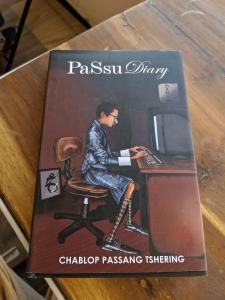 PaSsu Diary
CHABLOP PASSANG TSHERING